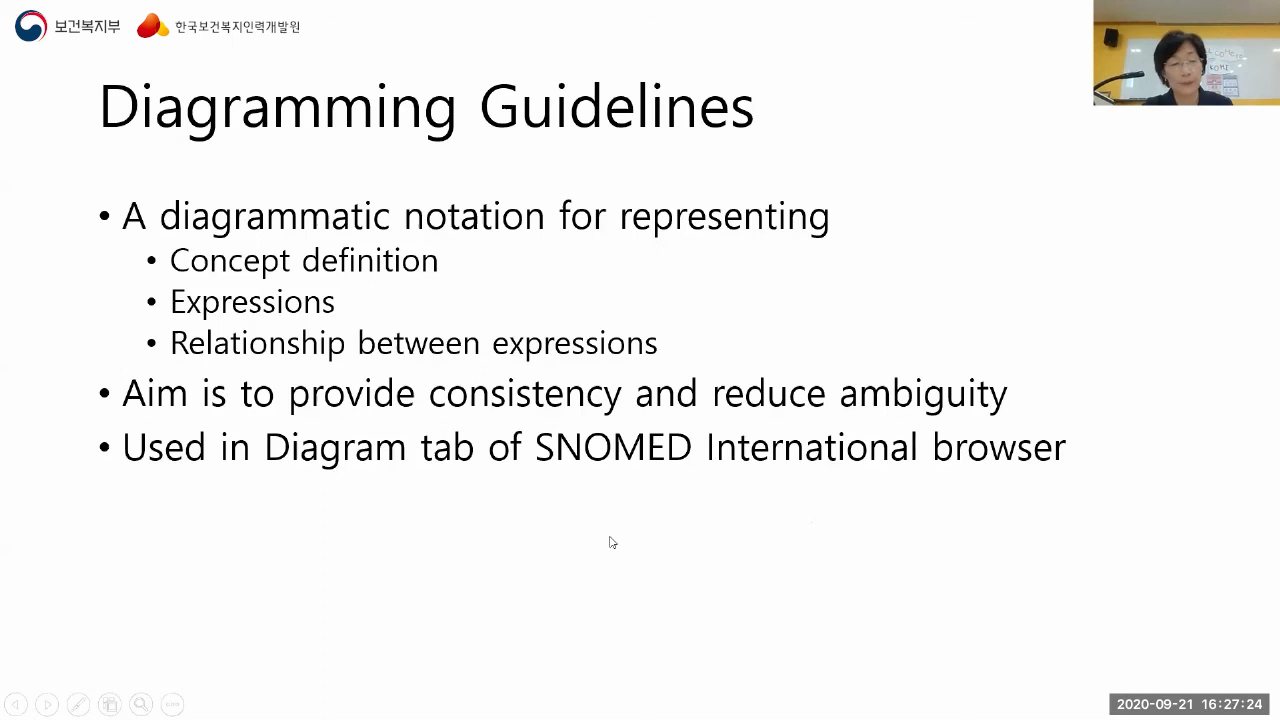 보건복지부
한국보건복지인력개발원
Diagramming Guidelines
• A diagrammatic notation for representing
• Concept definition
• Expressions
• Relationship between expressions
• Aim is to provide consistency and reduce ambiguity
• Used in Diagram tab of SNOMED International browser
2020-09-21 16:27:24